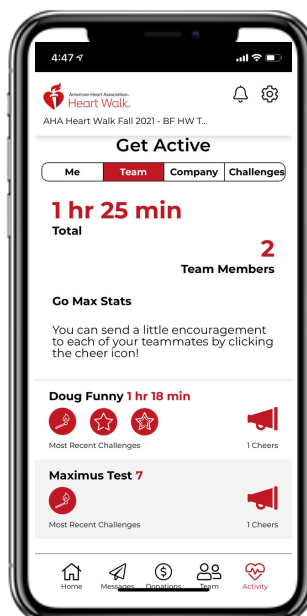 4:47
American Heart Association.
Heart Walk.
AHA Heart Walk Fall 2021 - BF HW T...
Get Active
Me Team Company Challenges
1 hr 25 min
Total
2
Team Members
Go Max Stats
You can send a little encouragement
to each of your teammates by clicking
the cheer icon!
Doug Funny 1 hr 18 min
Most Recent Challenges 1 Cheers
Maximus Test 7
Most Recent Challenges 1 Cheers
Home Messages Donations Team Activity